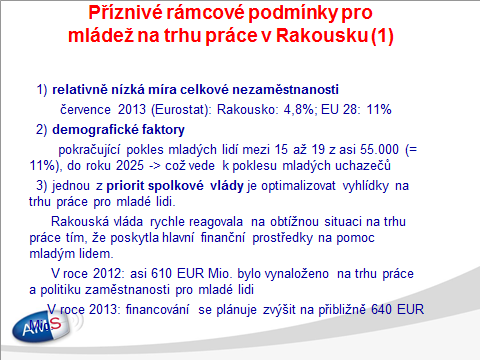 Příznivé rámcové podmínky pro
mládež na trhu práce v Rakousku (1)
1) relativně nízká míra celkové nezaměstnanosti
července 2013 (Eurostat): Rakousko: 4,8%; EU 28: 11%
2) demografické faktory
pokračující pokles mladých lidí mezi 15 až 19 z asi 55.000 (=
11%), do roku 2025 -> což vede k poklesu mladých uchazečů
3) jednou z priorit spolkové vlády je optimalizovat vyhlídky na
trhu práce pro mladé lidi.
Rakouská vláda rychle reagovala na obtížnou situaci na trhu
práce tím, že poskytla hlavní finanční prostředky na pomoc
mladým lidem.
V roce 2012: asi 610 EUR Mio. bylo vynaloženo na trhu práce
a politiku zaměstnanosti pro mladé lidi
V roce 2013: financování se plánuje zvýšit na přibližně 640 EUR
Mio.
AMS